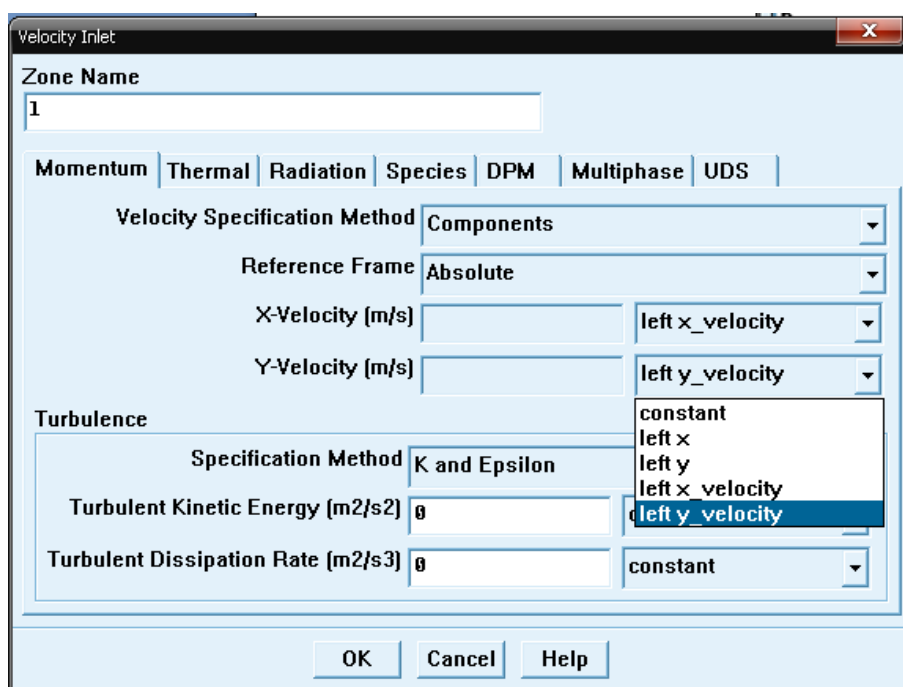 Velocity Inlet
x
Zone Name
1
Momentum Thermal Radiation Species DPM Multiphase UDS
Velocity Specification Method Components
Reference Frame Absolute
X-Velocity (m/s) left x_velocity
Y-Velocity (m/s) left y_velocity
constant
left x
left y
left x_velocity
left y_velocity
Turbulence
Specification Method K and Epsilon
Turbulent Kinetic Energy (m2/s2) 0
Turbulent Dissipation Rate (m2/s3) 0 constant
OK Cancel Help